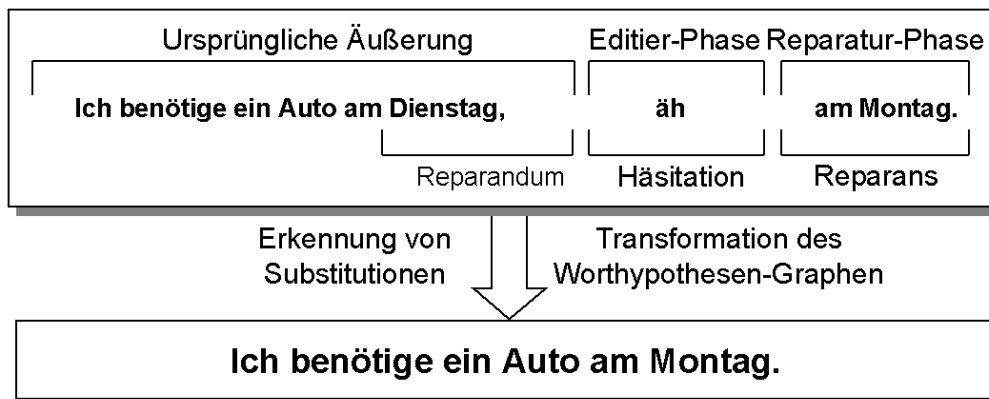 Ursprüngliche Äußerung Editier-Phase Reparatur-Phase
Ich benötige ein Auto am Dienstag, äh am Montag.
Reparandum Häsitation Reparans
Erkennung von Transformation des
Substitutionen Worthypothesen-Graphen
Ich benötige ein Auto am Montag.